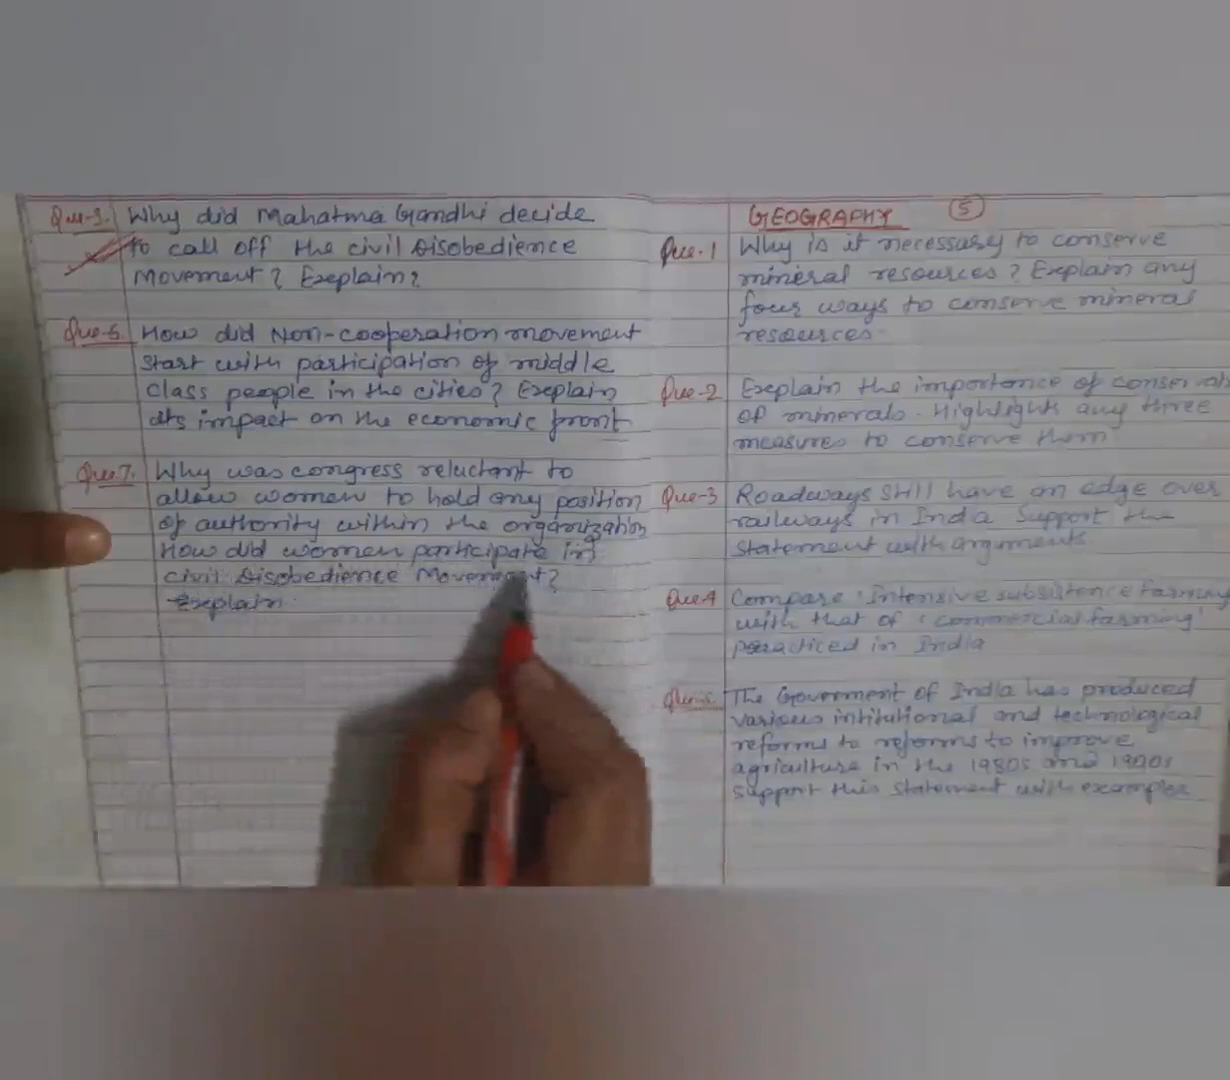 Que-5. Why did Mahatma Gandhi decide
to call off the civil Disobedience
Movement? Explain?
Que-6. How did Non-cooperation movement
start with participation of middle
class people in the cities? Explain
its impact on the economic front
Que-7. Why was congress reluctant to
allow women to hold any position
of authority within the organization
How did women participate in
civil Disobedience Movement?
Explain.
GEOGRAPHY 5
Que-1 Why is it necessary to conserve
mineral resources? Explain any
four ways to conserve mineral
resources.
Que-2 Explain the importance of
of minerals. Highlights any three
measures to conserve them
Que-3 Roadways still have an edge over
railways in India support the
statement with arguments
Que-4 Compare 'Intensive subsistence farming
with that of 'commercial farming'
practiced in India
The Goverment of India has produced
various intitutional and technological
reforms to reforms to improve
agriculture in the 1980s and 1990s
support this statement with examples